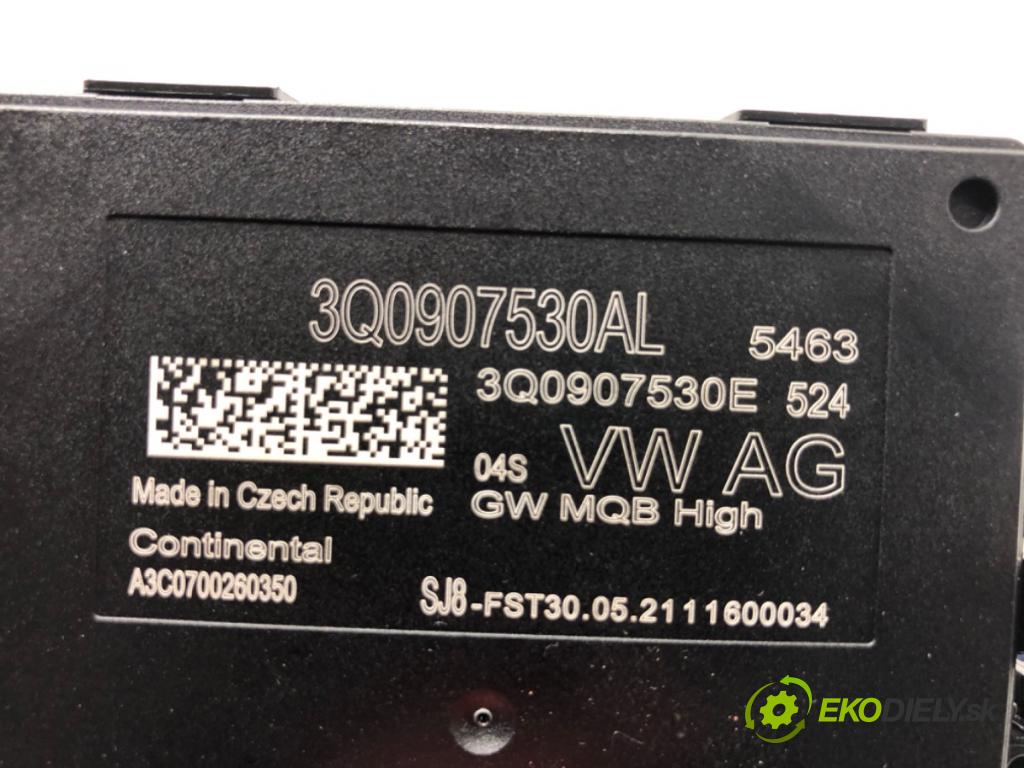 3Q0907530AL 5463
3Q0907530E 524
04S VW AG
Made in Czech Republic GW MQB High
Continental
A3C0700260350 SJ8-FST30.05.2111600034
EKODIELY.sk